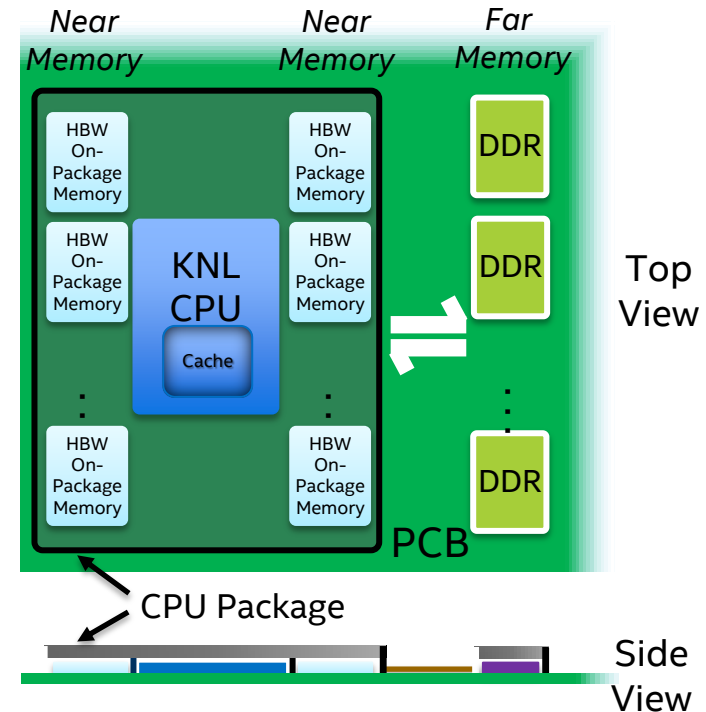 Near
Memory
Near
Memory
Far
Memory
HBW
On-
Package
Memory
HBW
On-
Package
Memory
DDR
HBW
On-
Package
Memory
KNL
CPU
Cache
HBW
On-
Package
Memory
DDR
Top
View
HBW
On-
Package
Memory
HBW
On-
Package
Memory
DDR
PCB
CPU Package
Side
View